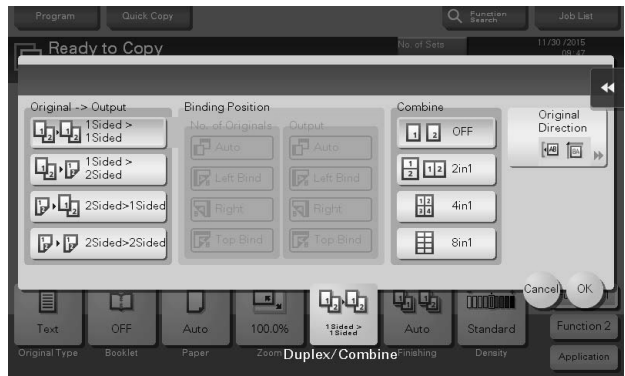 Program
Quick Copy
Function Search
Job List
Ready to Copy
No. of Sets
11/30/2015
09:47
Original -> Output
Binding Position
Combine
Original
Direction
1Sided >
1Sided
1Sided >
2Sided
2Sided>1Sided
2Sided>2Sided
No. of Originals
Output
Auto
Auto
Left Bind
Left Bind
Right
Right
Top Bind
Top Bind
OFF
2in1
4in1
8in1
Cancel
OK
Text
OFF
Auto
100.0%
1Sided >
1Sided
Auto
Standard
Function 2
Original Type
Booklet
Paper
Zoom
Duplex/Combine
Finishing
Density
Application